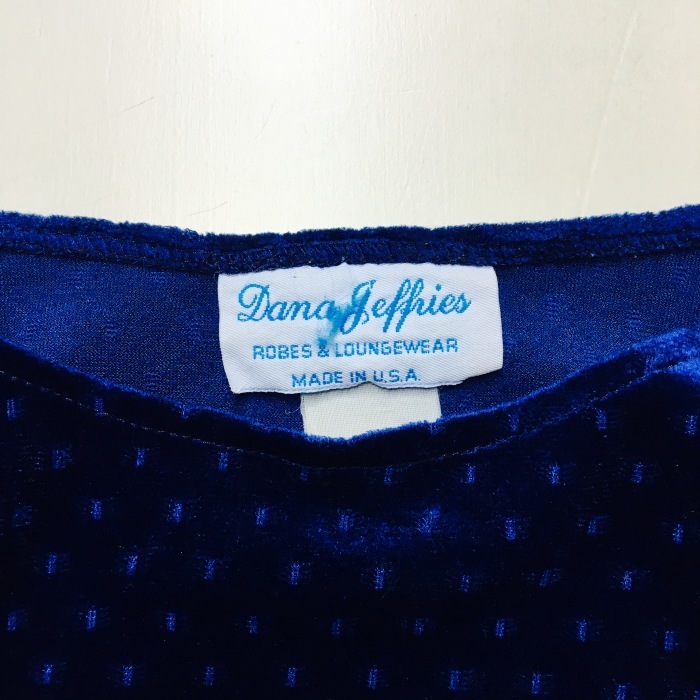 Dana Jeffries
ROBES & LOUNGEWEAR
MADE IN U.S.A.